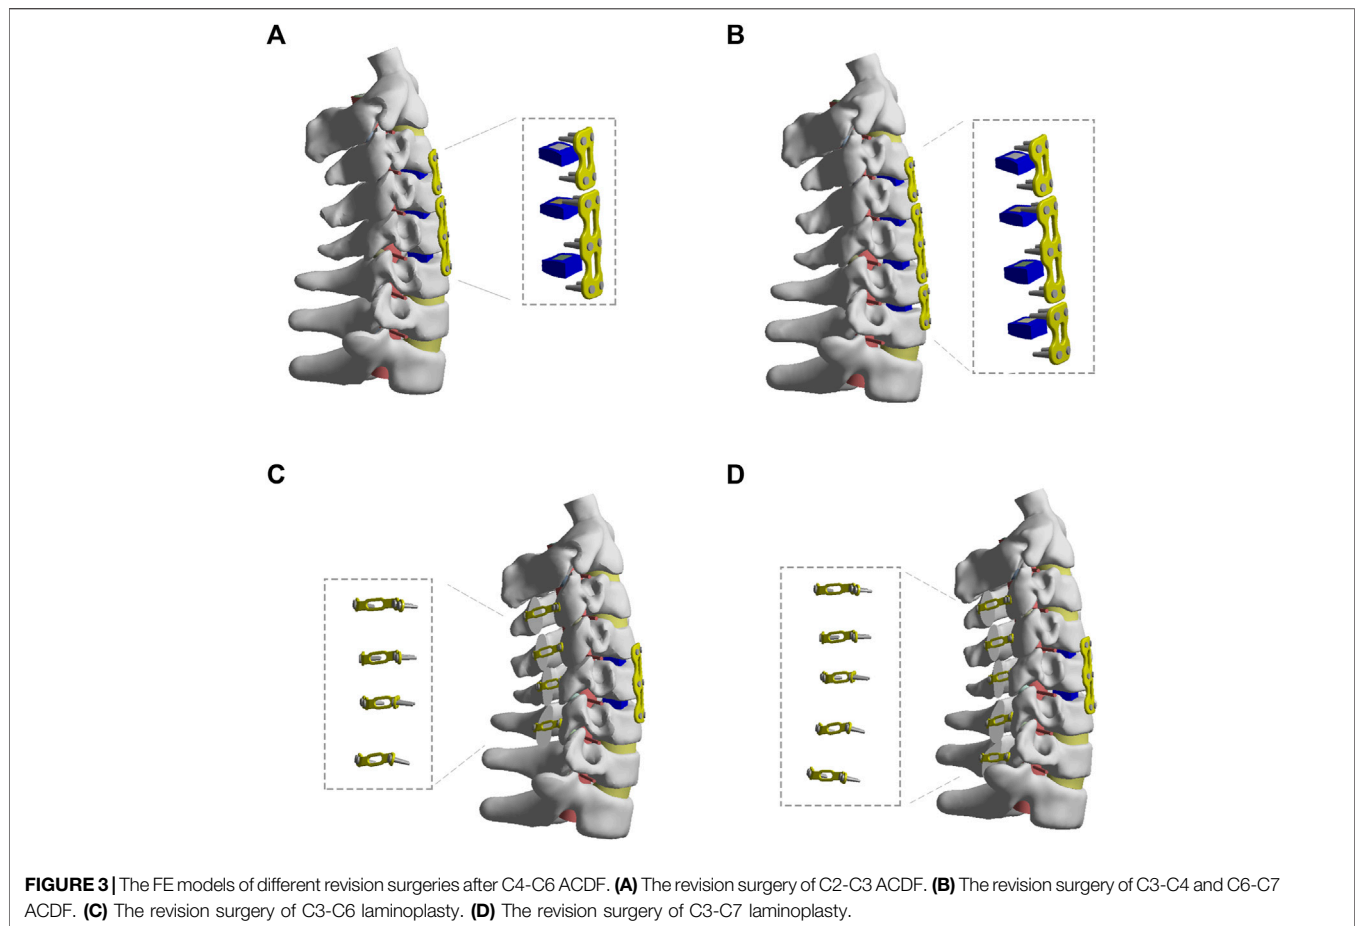 A
B
C
D
FIGURE 3 | The FE models of different revision surgeries after C4-C6 ACDF. (A) The revision surgery of C2-C3 ACDF. (B) The revision surgery of C3-C4 and C6-C7
ACDF. (C) The revision surgery of C3-C6 laminoplasty. (D) The revision surgery of C3-C7 laminoplasty.